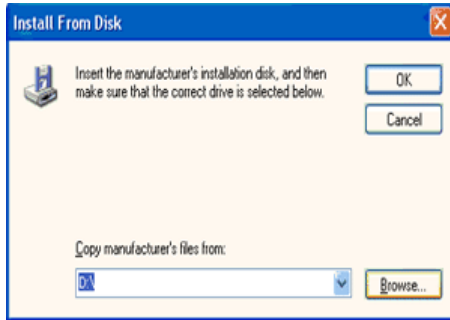 Install From Disk
Insert the manufacturer's installation disk, and then
make sure that the correct drive is selected below.
OK
Cancel
Copy manufacturer's files from:
D:\
Browse...